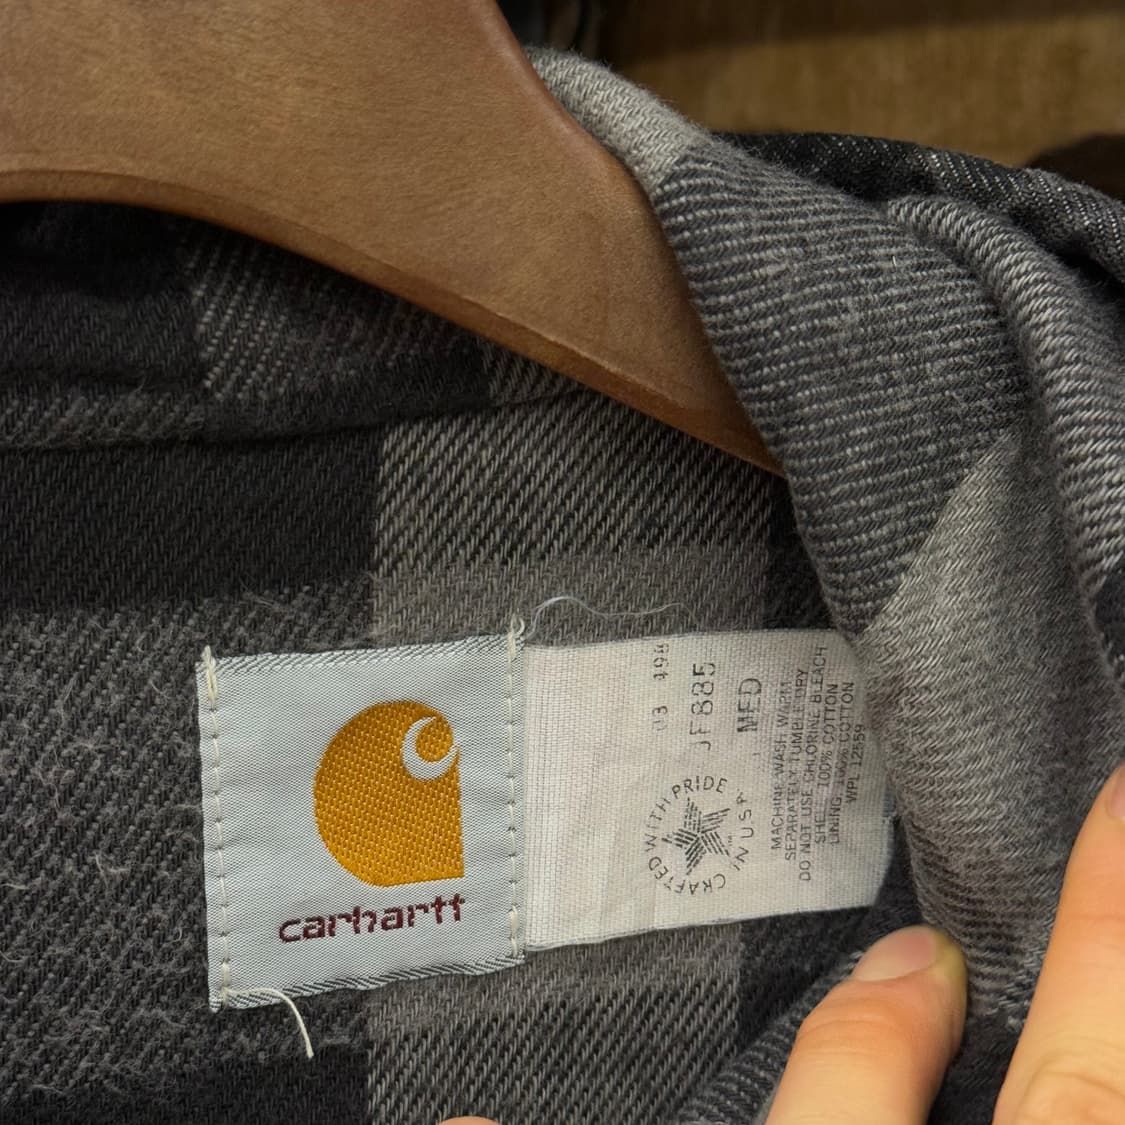 carhartt
03 498
JF885
MED
CRAFTED WITH PRIDE IN USA
MACHINE WASH WARM
SEPARATELY TUMBLE DRY
DO NOT USE CHLORINE BLEACH
SHELL 100% COTTON
LINING 100% COTTON
WPL 12559